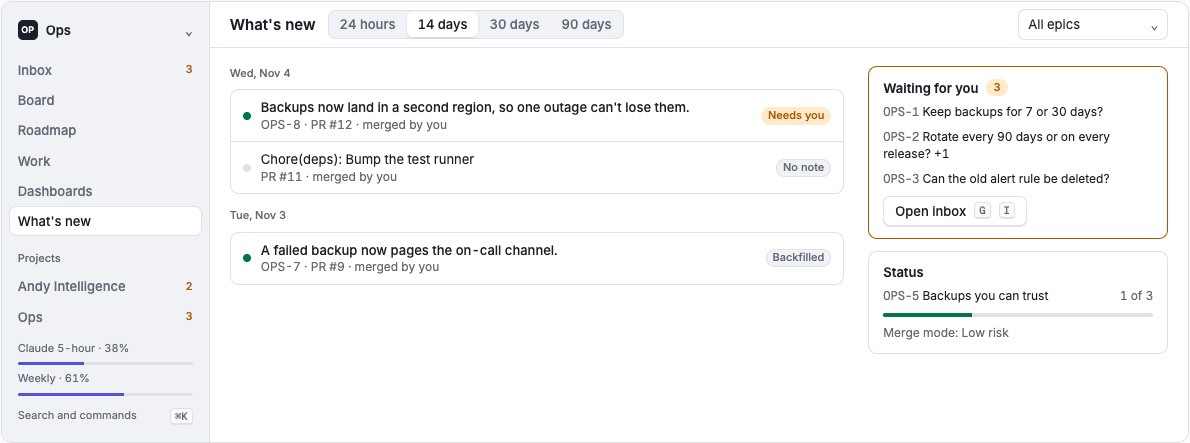 OP Ops
Inbox 3
Board
Roadmap
Work
Dashboards
What's new
Projects
Andy Intelligence 2
Ops 3
Claude 5-hour · 38%
Weekly · 61%
Search and commands ⌘K
What's new 24 hours 14 days 30 days 90 days
All epics
Wed, Nov 4
Backups now land in a second region, so one outage can't lose them.
OPS-8 · PR #12 · merged by you
Needs you
Chore(deps): Bump the test runner
PR #11 · merged by you
No note
Tue, Nov 3
A failed backup now pages the on-call channel.
OPS-7 · PR #9 · merged by you
Backfilled
Waiting for you 3
OPS-1 Keep backups for 7 or 30 days?
OPS-2 Rotate every 90 days or on every
release? +1
OPS-3 Can the old alert rule be deleted?
Open inbox G I
Status
OPS-5 Backups you can trust 1 of 3
Merge mode: Low risk